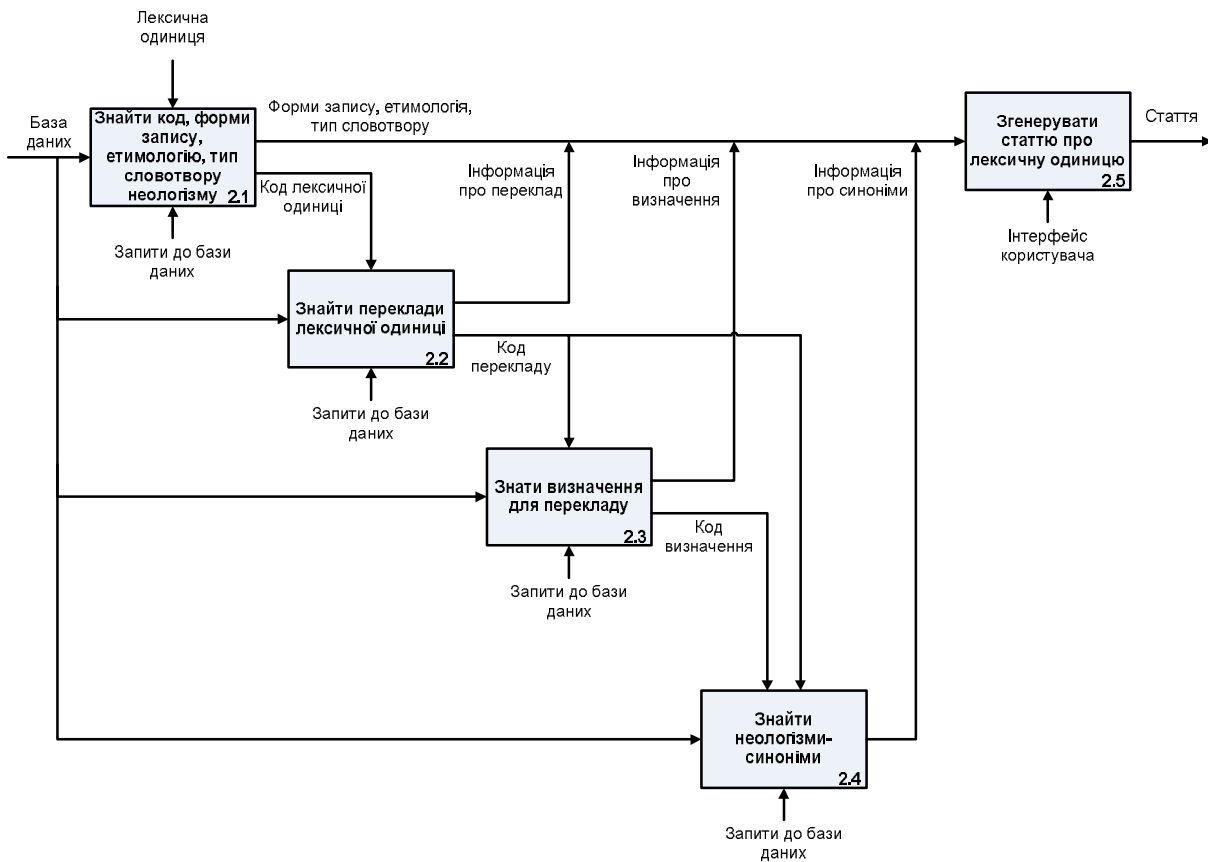 Лексична
одиниця
База
даних
Знайти код, форми
запису,
етимологію, тип
словотвору
неологізму
2.1
Форми запису, етимологія,
тип словотвору
Код лексичної
одиниці
Запити до бази
даних
Інформація
про переклад
Інформація
про
визначення
Інформація
про синоніми
Згенерувати
статтю про
лексичну одиницю
2.5
Стаття
Інтерфейс
користувача
Знайти переклади
лексичної одиниці
2.2
Код
перекладу
Запити до бази
даних
Знати визначення
для перекладу
2.3
Код
визначення
Запити до бази
даних
Знайти
неологізми-
синоніми
2.4
Запити до бази
даних